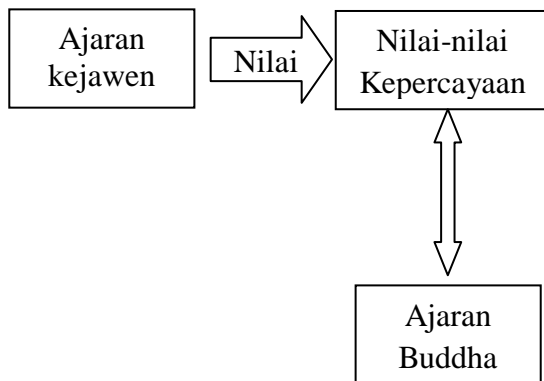 Ajaran
kejawen
Nilai
Nilai-nilai
Kepercayaan
Ajaran
Buddha